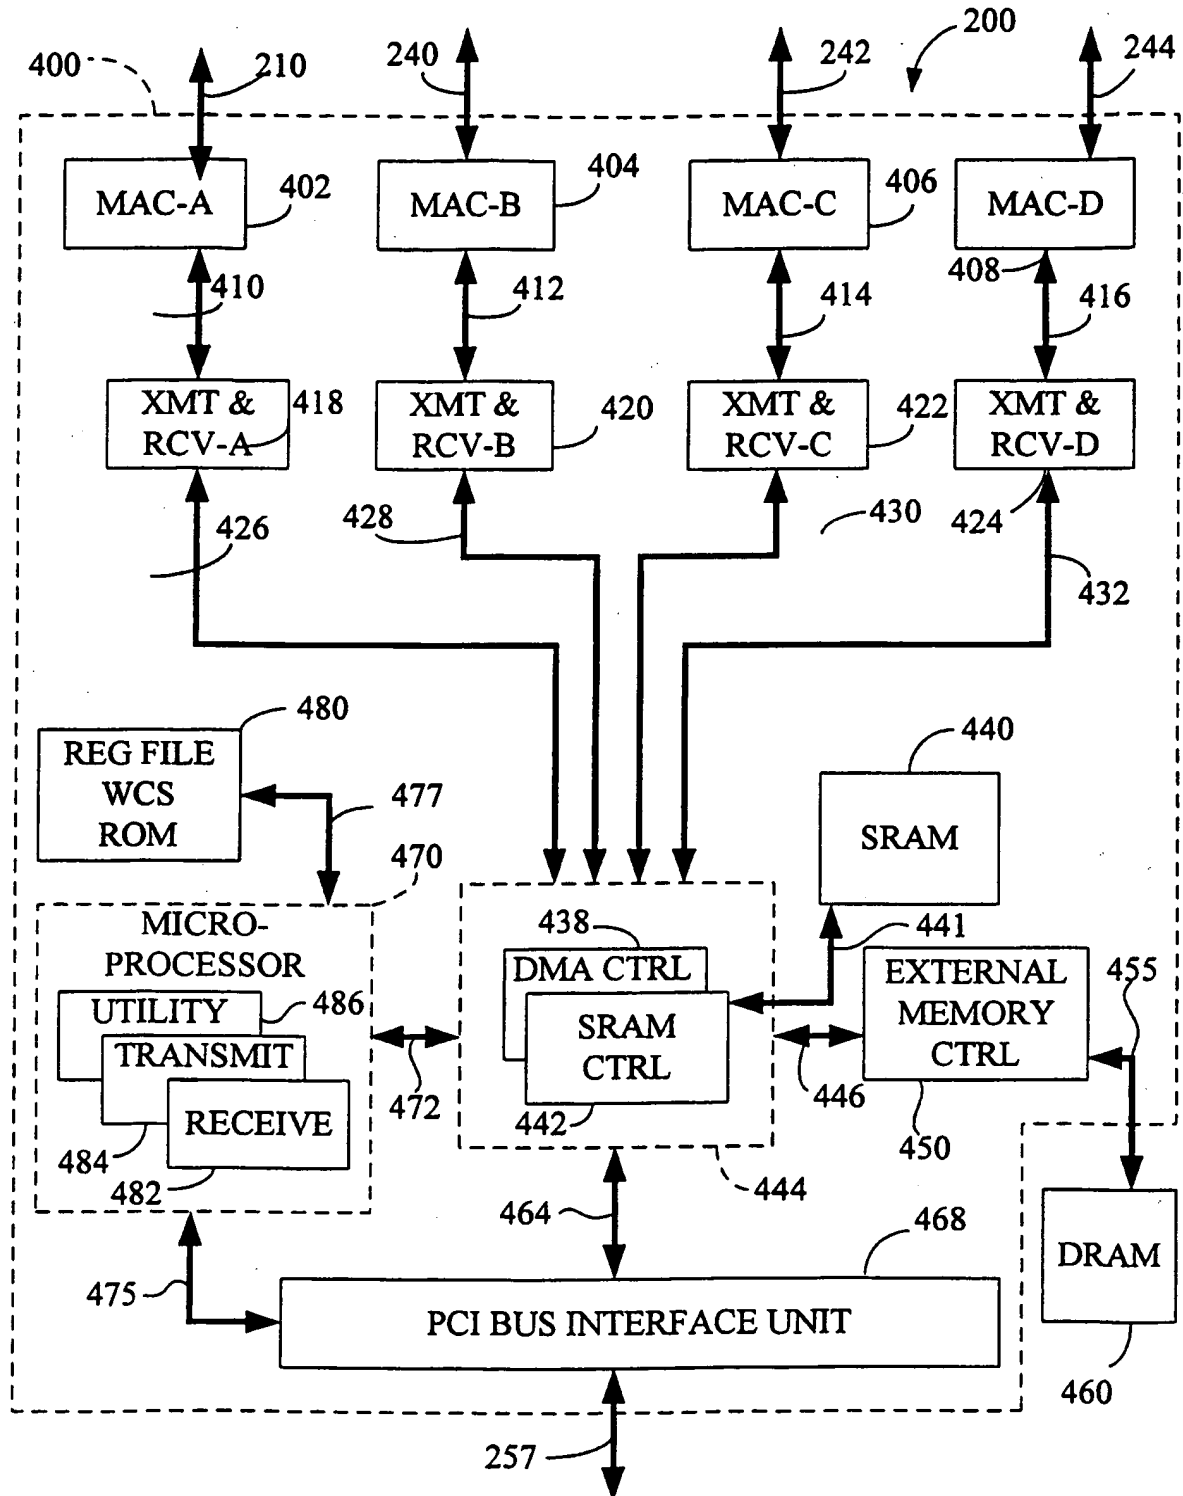 200
400
210
240
242
244
MAC-A
402
MAC-B
404
MAC-C
406
MAC-D
408
410
412
414
416
XMT &
RCV-A
418
XMT &
RCV-B
420
XMT &
RCV-C
422
XMT &
RCV-D
424
426
428
430
432
480
REG FILE
WCS
ROM
477
470
440
SRAM
441
MICRO-
PROCESSOR
UTILITY
486
TRANSMIT
RECEIVE
484
482
472
438
DMA CTRL
SRAM
CTRL
442
444
446
EXTERNAL
MEMORY
CTRL
450
455
DRAM
460
464
468
475
PCI BUS INTERFACE UNIT
257